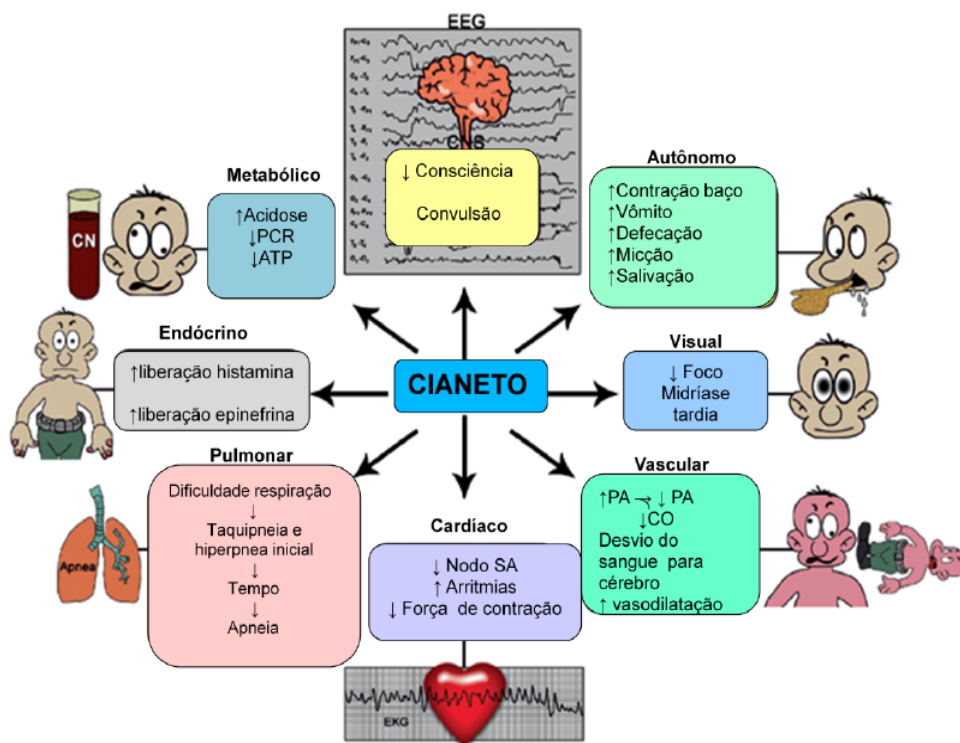 EEG
CNS
↓ Consciência
Convulsão
Metabólico
CN
↑Acidose
↓PCR
↓ATP
Autônomo
↑Contração baço
↑Vômito
↑Defecação
↑Micção
↑Salivação
Endócrino
↑liberação histamina
↑liberação epinefrina
CIANETO
Visual
↓ Foco
Midríase
tardia
Pulmonar
Dificuldade respiração
↓
Taquipneia e
hiperpnea inicial
↓
Tempo
↓
Apneia
Apnea
Cardíaco
↓ Nodo SA
↑ Arritmias
↓ Força de contração
EKG
Vascular
↑PA → ↓ PA
↓CO
Desvio do
sangue para
cérebro
↑ vasodilatação